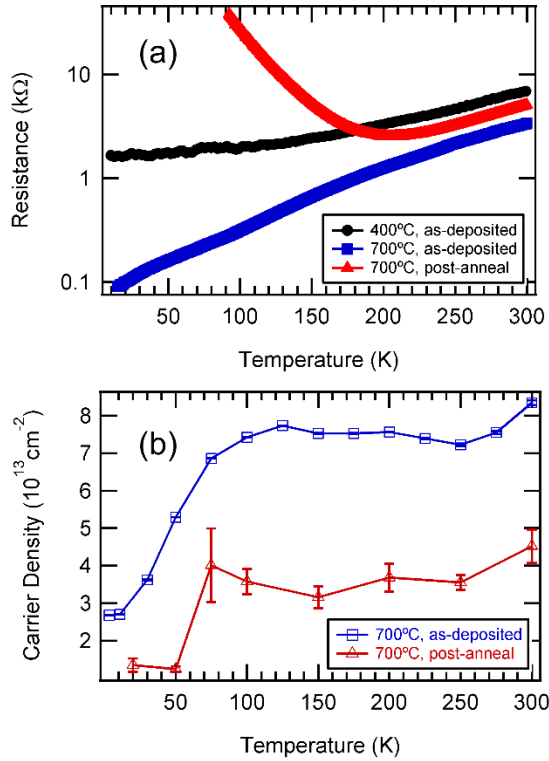 (a)
Resistance (kΩ)
10
1
0.1
400ºC, as-deposited
700ºC, as-deposited
700ºC, post-anneal
50 100 150 200 250 300
Temperature (K)
(b)
Carrier Density (10¹³cm⁻²)
8
7
6
5
4
3
2
700ºC, as-deposited
700ºC, post-anneal
50 100 150 200 250 300
Temperature (K)